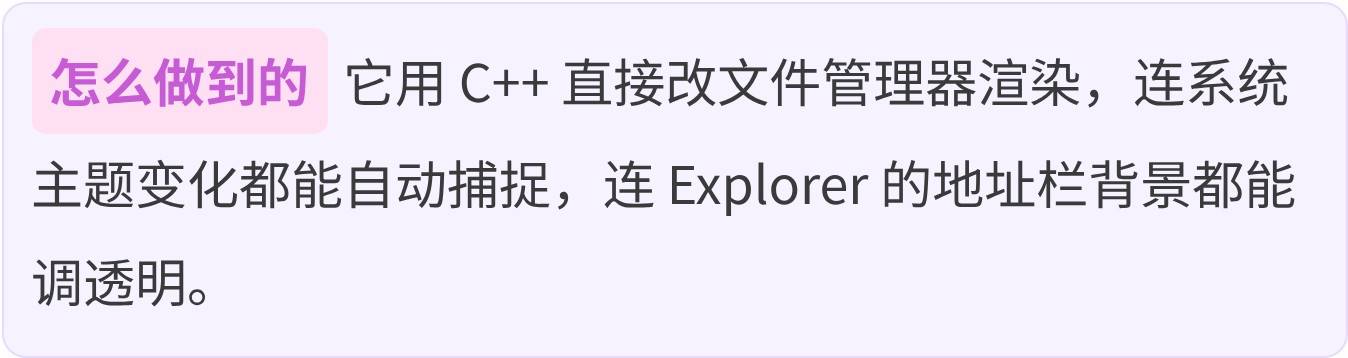 怎么做到的 它用 C++ 直接改文件管理器渲染，连系统
主题变化都能自动捕捉，连 Explorer 的地址栏背景都能
调透明。